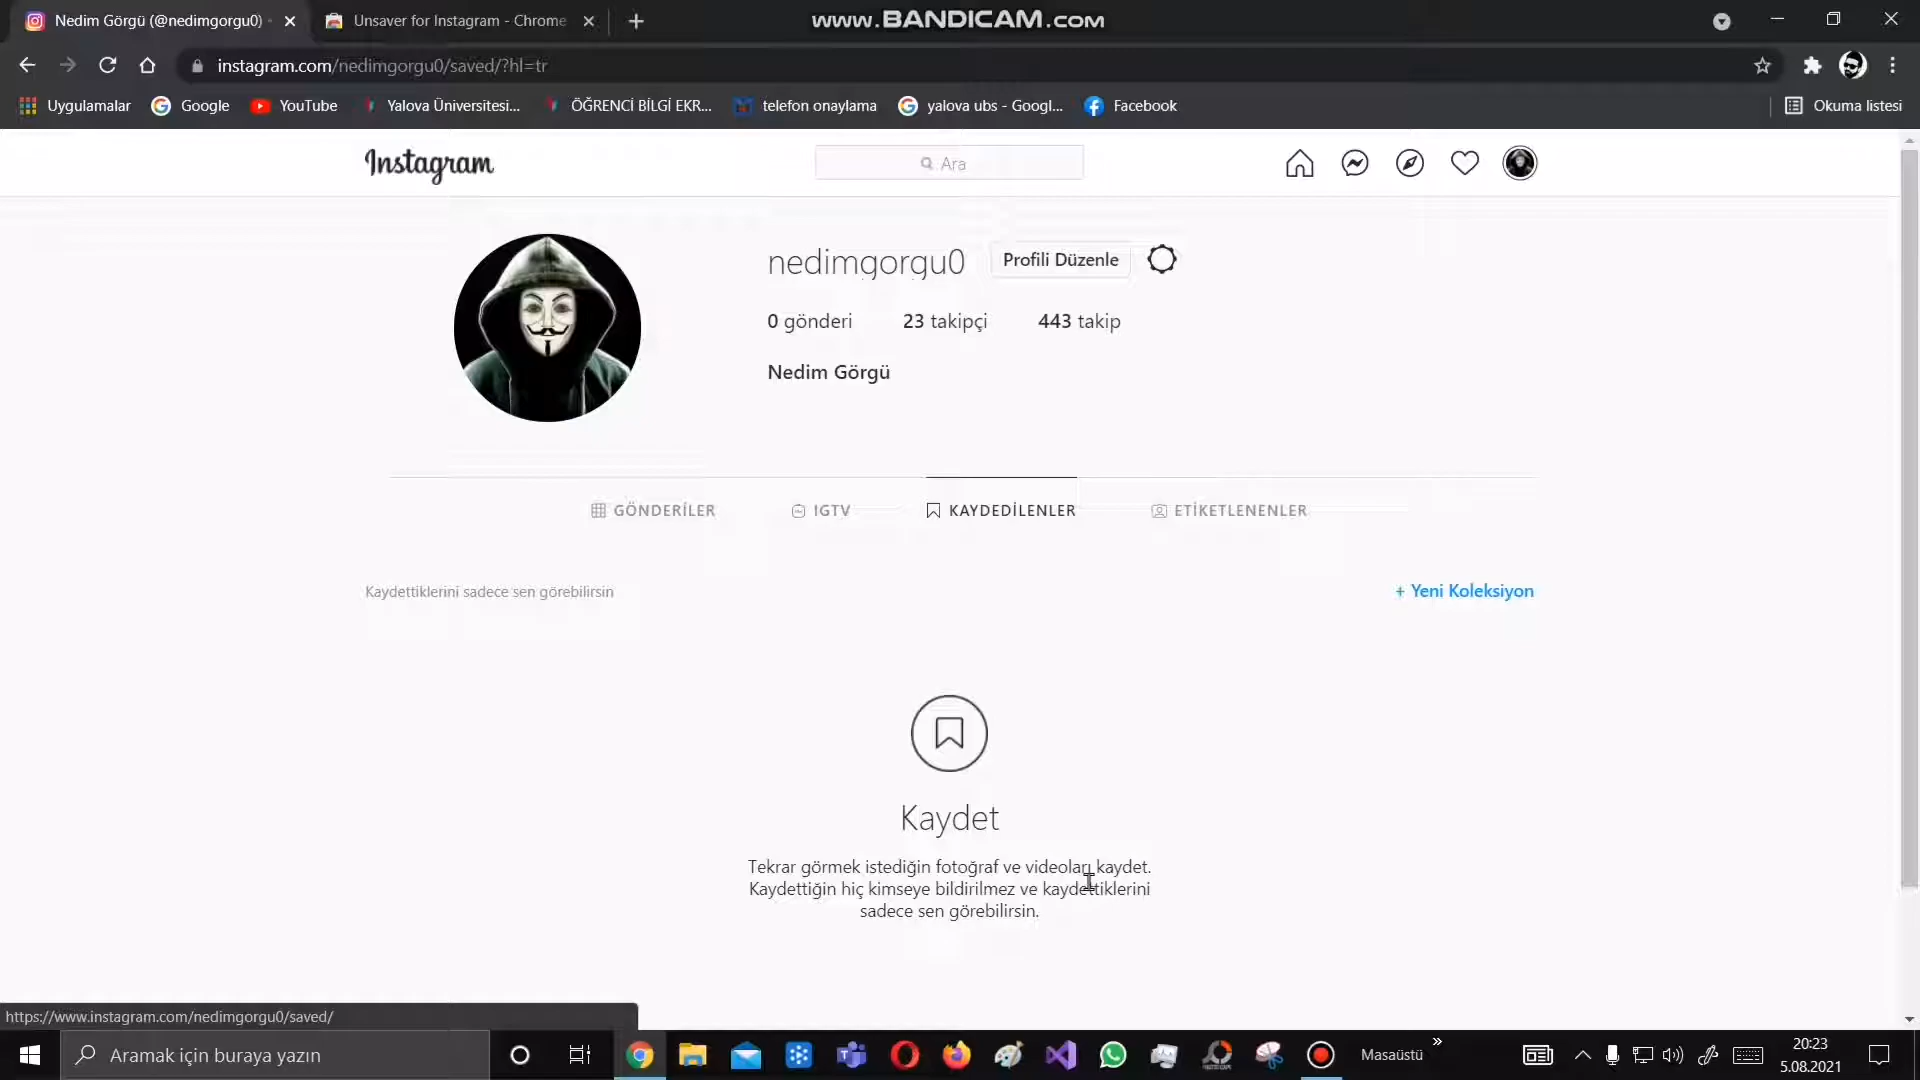 Nedim Görgü (@nedimgorgu0)
Unsaver for Instagram - Chrome
www.BANDICAM.com
instagram.com/nedimgorgu0/saved/?hl=tr
Uygulamalar
Google
YouTube
Yalova Üniversitesi...
ÖĞRENCİ BİLGİ EKR...
telefon onaylama
yalova ubs - Googl...
Facebook
Okuma listesi
Instagram
Ara
nedimgorgu0
Profili Düzenle
0 gönderi
23 takipçi
443 takip
Nedim Görgü
GÖNDERİLER
IGTV
KAYDEDİLENLER
ETİKETLENENLER
Kaydettiklerini sadece sen görebilirsin
+ Yeni Koleksiyon
Kaydet
Tekrar görmek istediğin fotoğraf ve videoları kaydet.
Kaydettiğin hiç kimseye bildirilmez ve kaydettiklerini
sadece sen görebilirsin.
https://www.instagram.com/nedimgorgu0/saved/
Aramak için buraya yazın
Masaüstü
20:23
5.08.2021